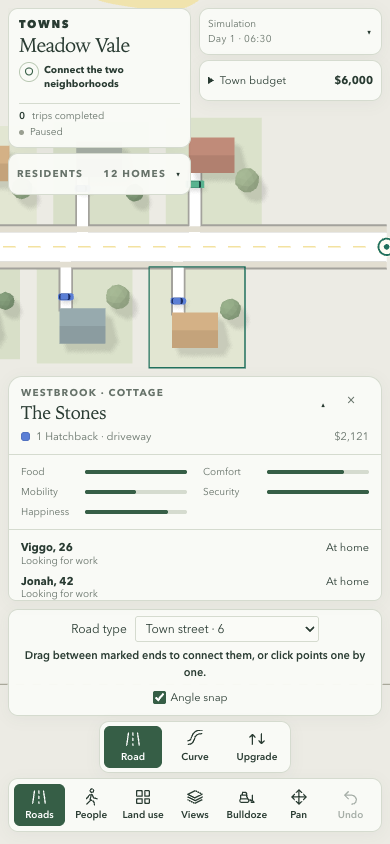 TOWNS
Meadow Vale
Connect the two
neighborhoods
0 trips completed
Paused
Simulation
Day 1 · 06:30
Town budget $6,000
RESIDENTS 12 HOMES
WESTBROOK · COTTAGE
The Stones
1 Hatchback · driveway $2,121
Food Comfort
Mobility Security
Happiness
Viggo, 26 At home
Looking for work
Jonah, 42 At home
Looking for work
Road type Town street · 6
Drag between marked ends to connect them, or click points one by
one.
Angle snap
Road Curve Upgrade
Roads People Land use Views Bulldoze Pan Undo